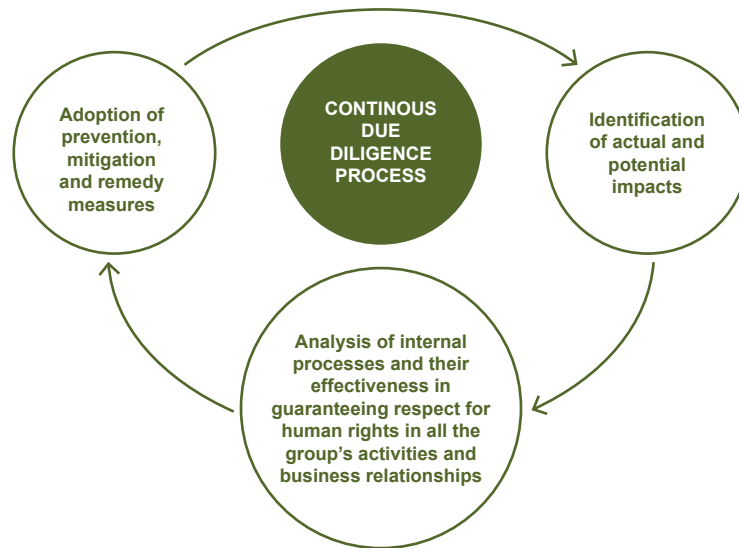 CONTINOUS
DUE
DILIGENCE
PROCESS
Adoption of
prevention,
mitigation
and remedy
measures
Identification
of actual and
potential
impacts
Analysis of internal
processes and their
effectiveness in
guaranteeing respect for
human rights in all the
group’s activities and
business relationships